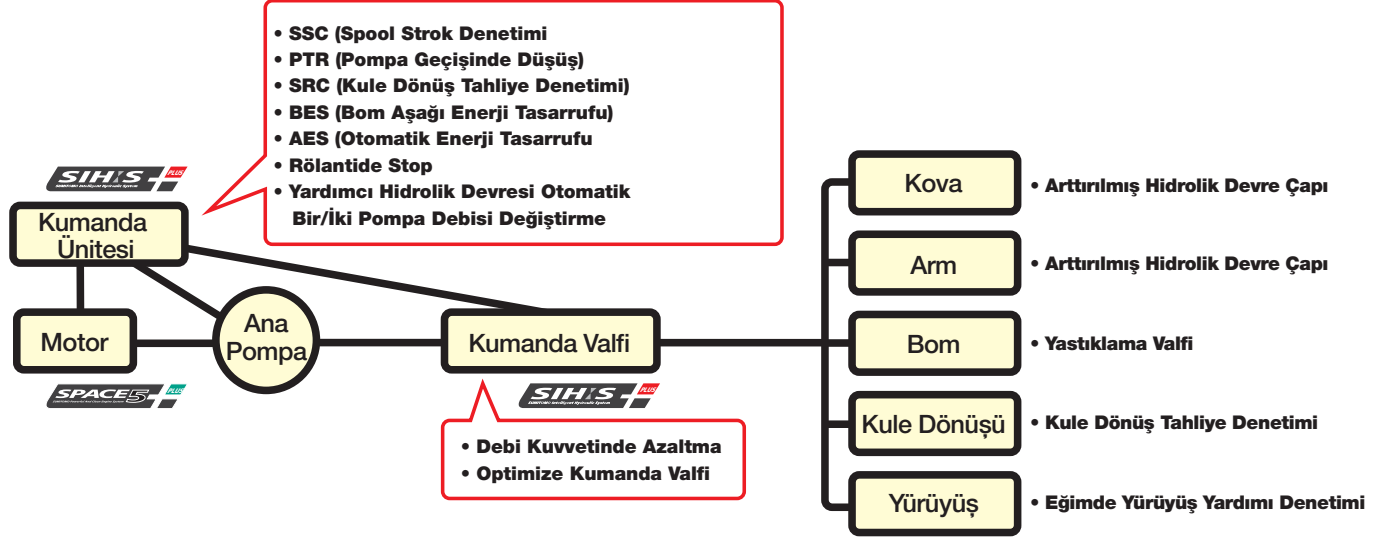 • SSC (Spool Strok Denetimi
• PTR (Pompa Geçişinde Düşüş)
• SRC (Kule Dönüş Tahliye Denetimi)
• BES (Bom Aşağı Enerji Tasarrufu)
• AES (Otomatik Enerji Tasarrufu
• Rölantide Stop
• Yardımcı Hidrolik Devresi Otomatik
Bir/İki Pompa Debisi Değiştirme
SIH:S PLUS
Kumanda
Ünitesi
Motor
SPACE5 PLUS
Ana
Pompa
Kumanda Valfi
SIH:S PLUS
• Debi Kuvvetinde Azaltma
• Optimize Kumanda Valfi
Kova
• Arttırılmış Hidrolik Devre Çapı
Arm
• Arttırılmış Hidrolik Devre Çapı
Bom
• Yastıklama Valfi
Kule Dönüşü
• Kule Dönüş Tahliye Denetimi
Yürüyüş
• Eğimde Yürüyüş Yardımı Denetimi